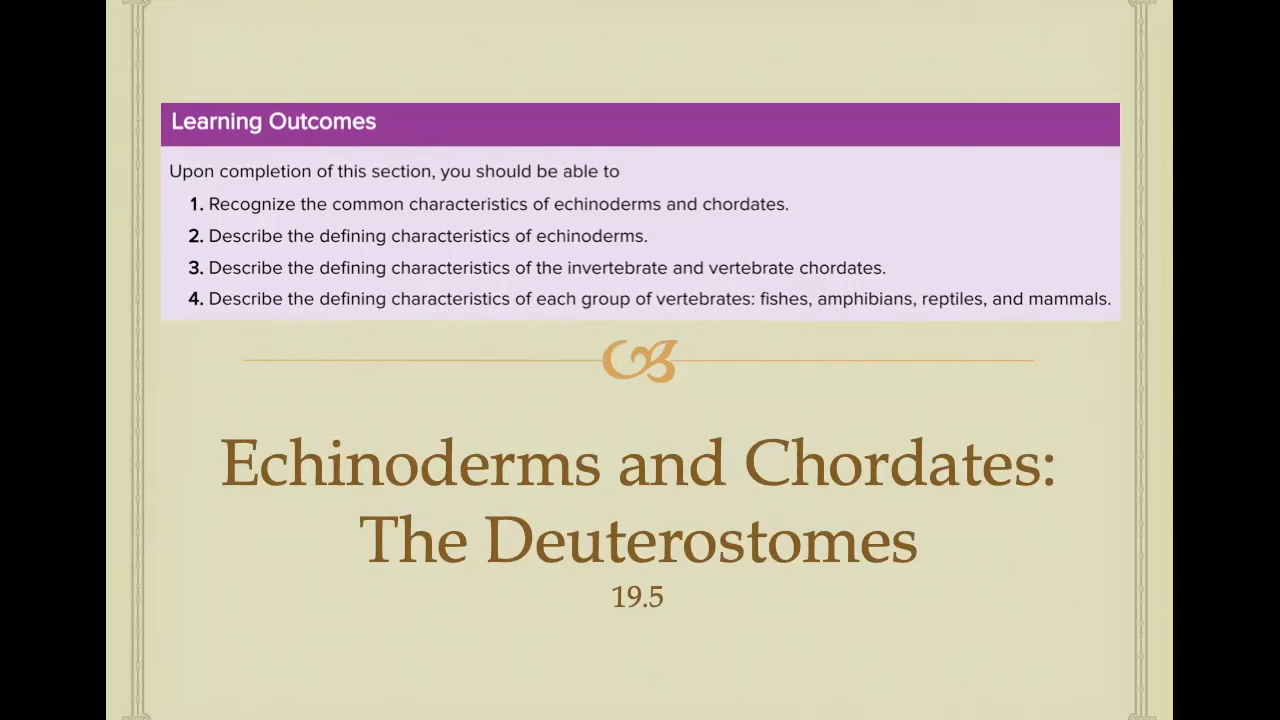 Learning Outcomes
Upon completion of this section, you should be able to
1. Recognize the common characteristics of echinoderms and chordates.
2. Describe the defining characteristics of echinoderms.
3. Describe the defining characteristics of the invertebrate and vertebrate chordates.
4. Describe the defining characteristics of each group of vertebrates: fishes, amphibians, reptiles, and mammals.
Echinoderms and Chordates:
The Deuterostomes
19.5